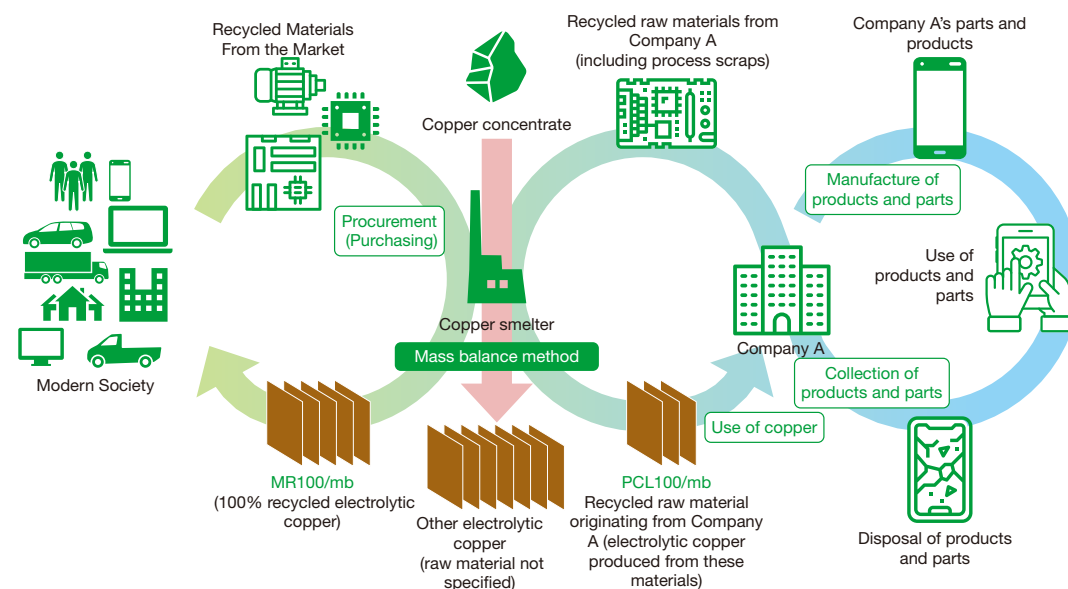 Recycled Materials
From the Market
Copper concentrate
Recycled raw materials from
Company A
(including process scraps)
Company A's parts and
products
Procurement
(Purchasing)
Manufacture of
products and parts
Use of
products and
parts
Modern Society
Copper smelter
Mass balance method
Company A
Collection of
products and parts
Use of copper
MR100/mb
(100% recycled electrolytic
copper)
Other electrolytic
copper
(raw material not
specified)
PCL100/mb
Recycled raw material
originating from Company
A (electrolytic copper
produced from these
materials)
Disposal of products
and parts